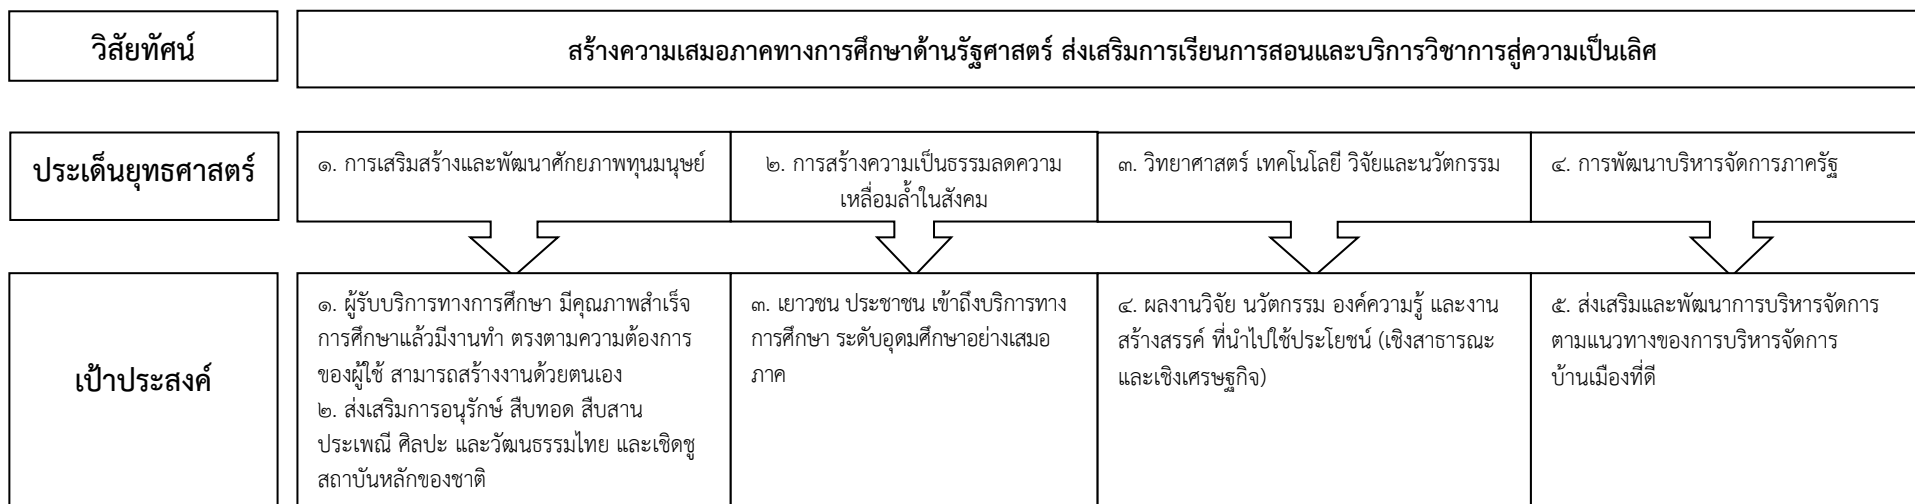 วิสัยทัศน์
สร้างความเสมอภาคทางการศึกษาด้านรัฐศาสตร์ ส่งเสริมการเรียนการสอนและบริการวิชาการสู่ความเป็นเลิศ
ประเด็นยุทธศาสตร์
๑. การเสริมสร้างและพัฒนาศักยภาพทุนมนุษย์
๒. การสร้างความเป็นธรรมลดความ
เหลื่อมล้ำในสังคม
๓. วิทยาศาสตร์ เทคโนโลยี วิจัยและนวัตกรรม
๔. การพัฒนาบริหารจัดการภาครัฐ
เป้าประสงค์
๑. ผู้รับบริการทางการศึกษา มีคุณภาพสำเร็จ
การศึกษาแล้วมีงานทำ ตรงตามความต้องการ
ของผู้ใช้ สามารถสร้างงานด้วยตนเอง
๒. ส่งเสริมการอนุรักษ์ สืบทอด สืบสาน
ประเพณี ศิลปะ และวัฒนธรรมไทย และเชิดชู
สถาบันหลักของชาติ
๓. เยาวชน ประชาชน เข้าถึงบริการทาง
การศึกษา ระดับอุดมศึกษาอย่างเสมอ
ภาค
๔. ผลงานวิจัย นวัตกรรม องค์ความรู้ และงาน
สร้างสรรค์ ที่นำไปใช้ประโยชน์ (เชิงสาธารณะ
และเชิงเศรษฐกิจ)
๕. ส่งเสริมและพัฒนาการบริหารจัดการ
ตามแนวทางของการบริหารจัดการ
บ้านเมืองที่ดี